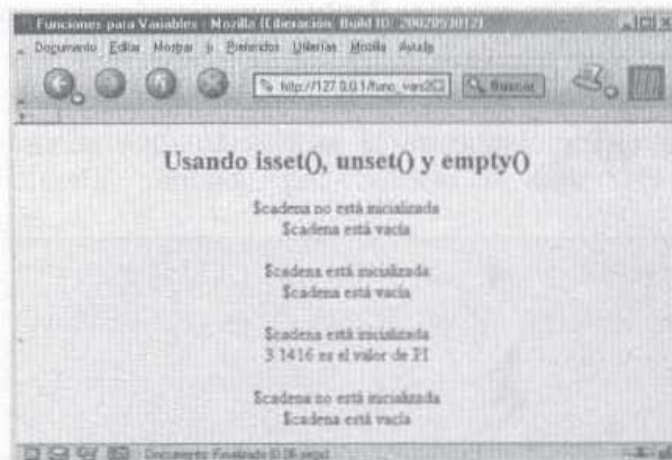 Funciones para Variables - Mozilla {Liberación: Build ID: 2002053012}
Documento Editar Mostrar Ir Preferidos Utilerías Mozilla Ayuda
http://127.0.0.1/func_vars2 Buscar
Usando isset(), unset() y empty()
$cadena no está inicializada
$cadena está vacía
$cadena está inicializada
$cadena está vacía
$cadena está inicializada
3.1416 es el valor de PI
$cadena no está inicializada
$cadena está vacía
Documento: Finalizado